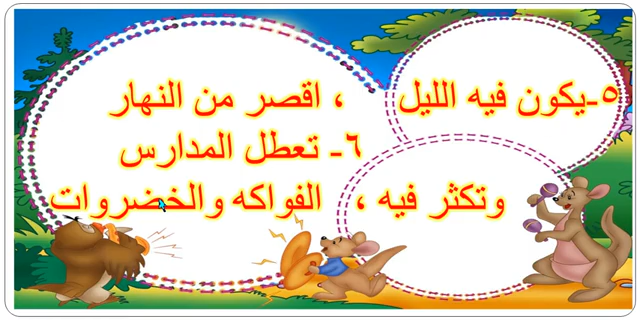 ٥-يكون فيه الليل ، اقصر من النهار
٦- تعطل المدارس
وتكثر فيه ، الفواكه والخضروات